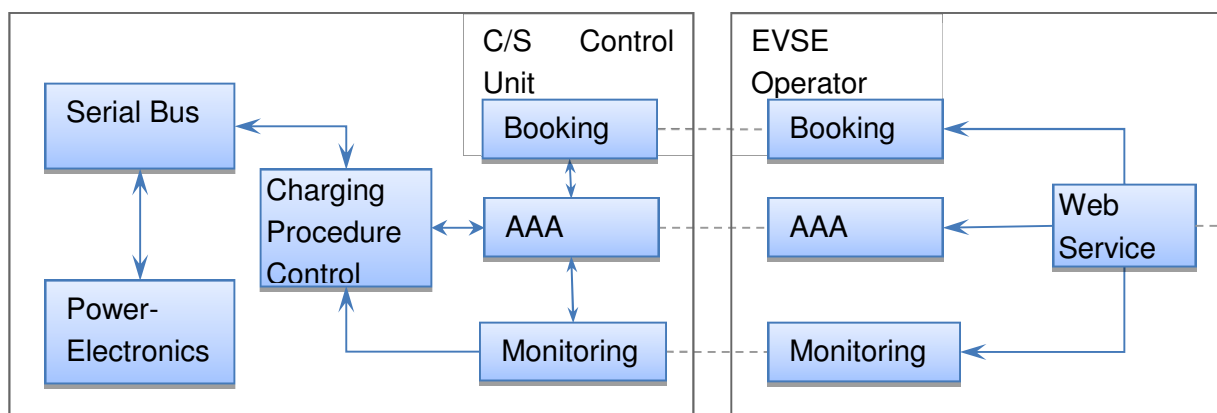 C/S Control
Unit
EVSE
Operator
Serial Bus
Booking
Booking
Charging
Procedure
Control
AAA
AAA
Web
Service
Power-
Electronics
Monitoring
Monitoring